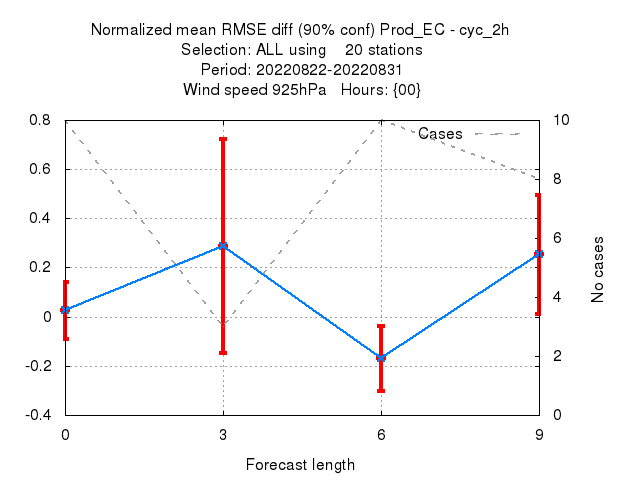 Normalized mean RMSE diff (90% conf) Prod_EC - cyc_2h
Selection: ALL using    20 stations
Period: 20220822-20220831
Wind speed 925hPa   Hours: {00}
0.8
0.6
0.4
0.2
0
-0.2
-0.4
Cases
10
8
6
4
2
0
No cases
0 3 6 9
Forecast length